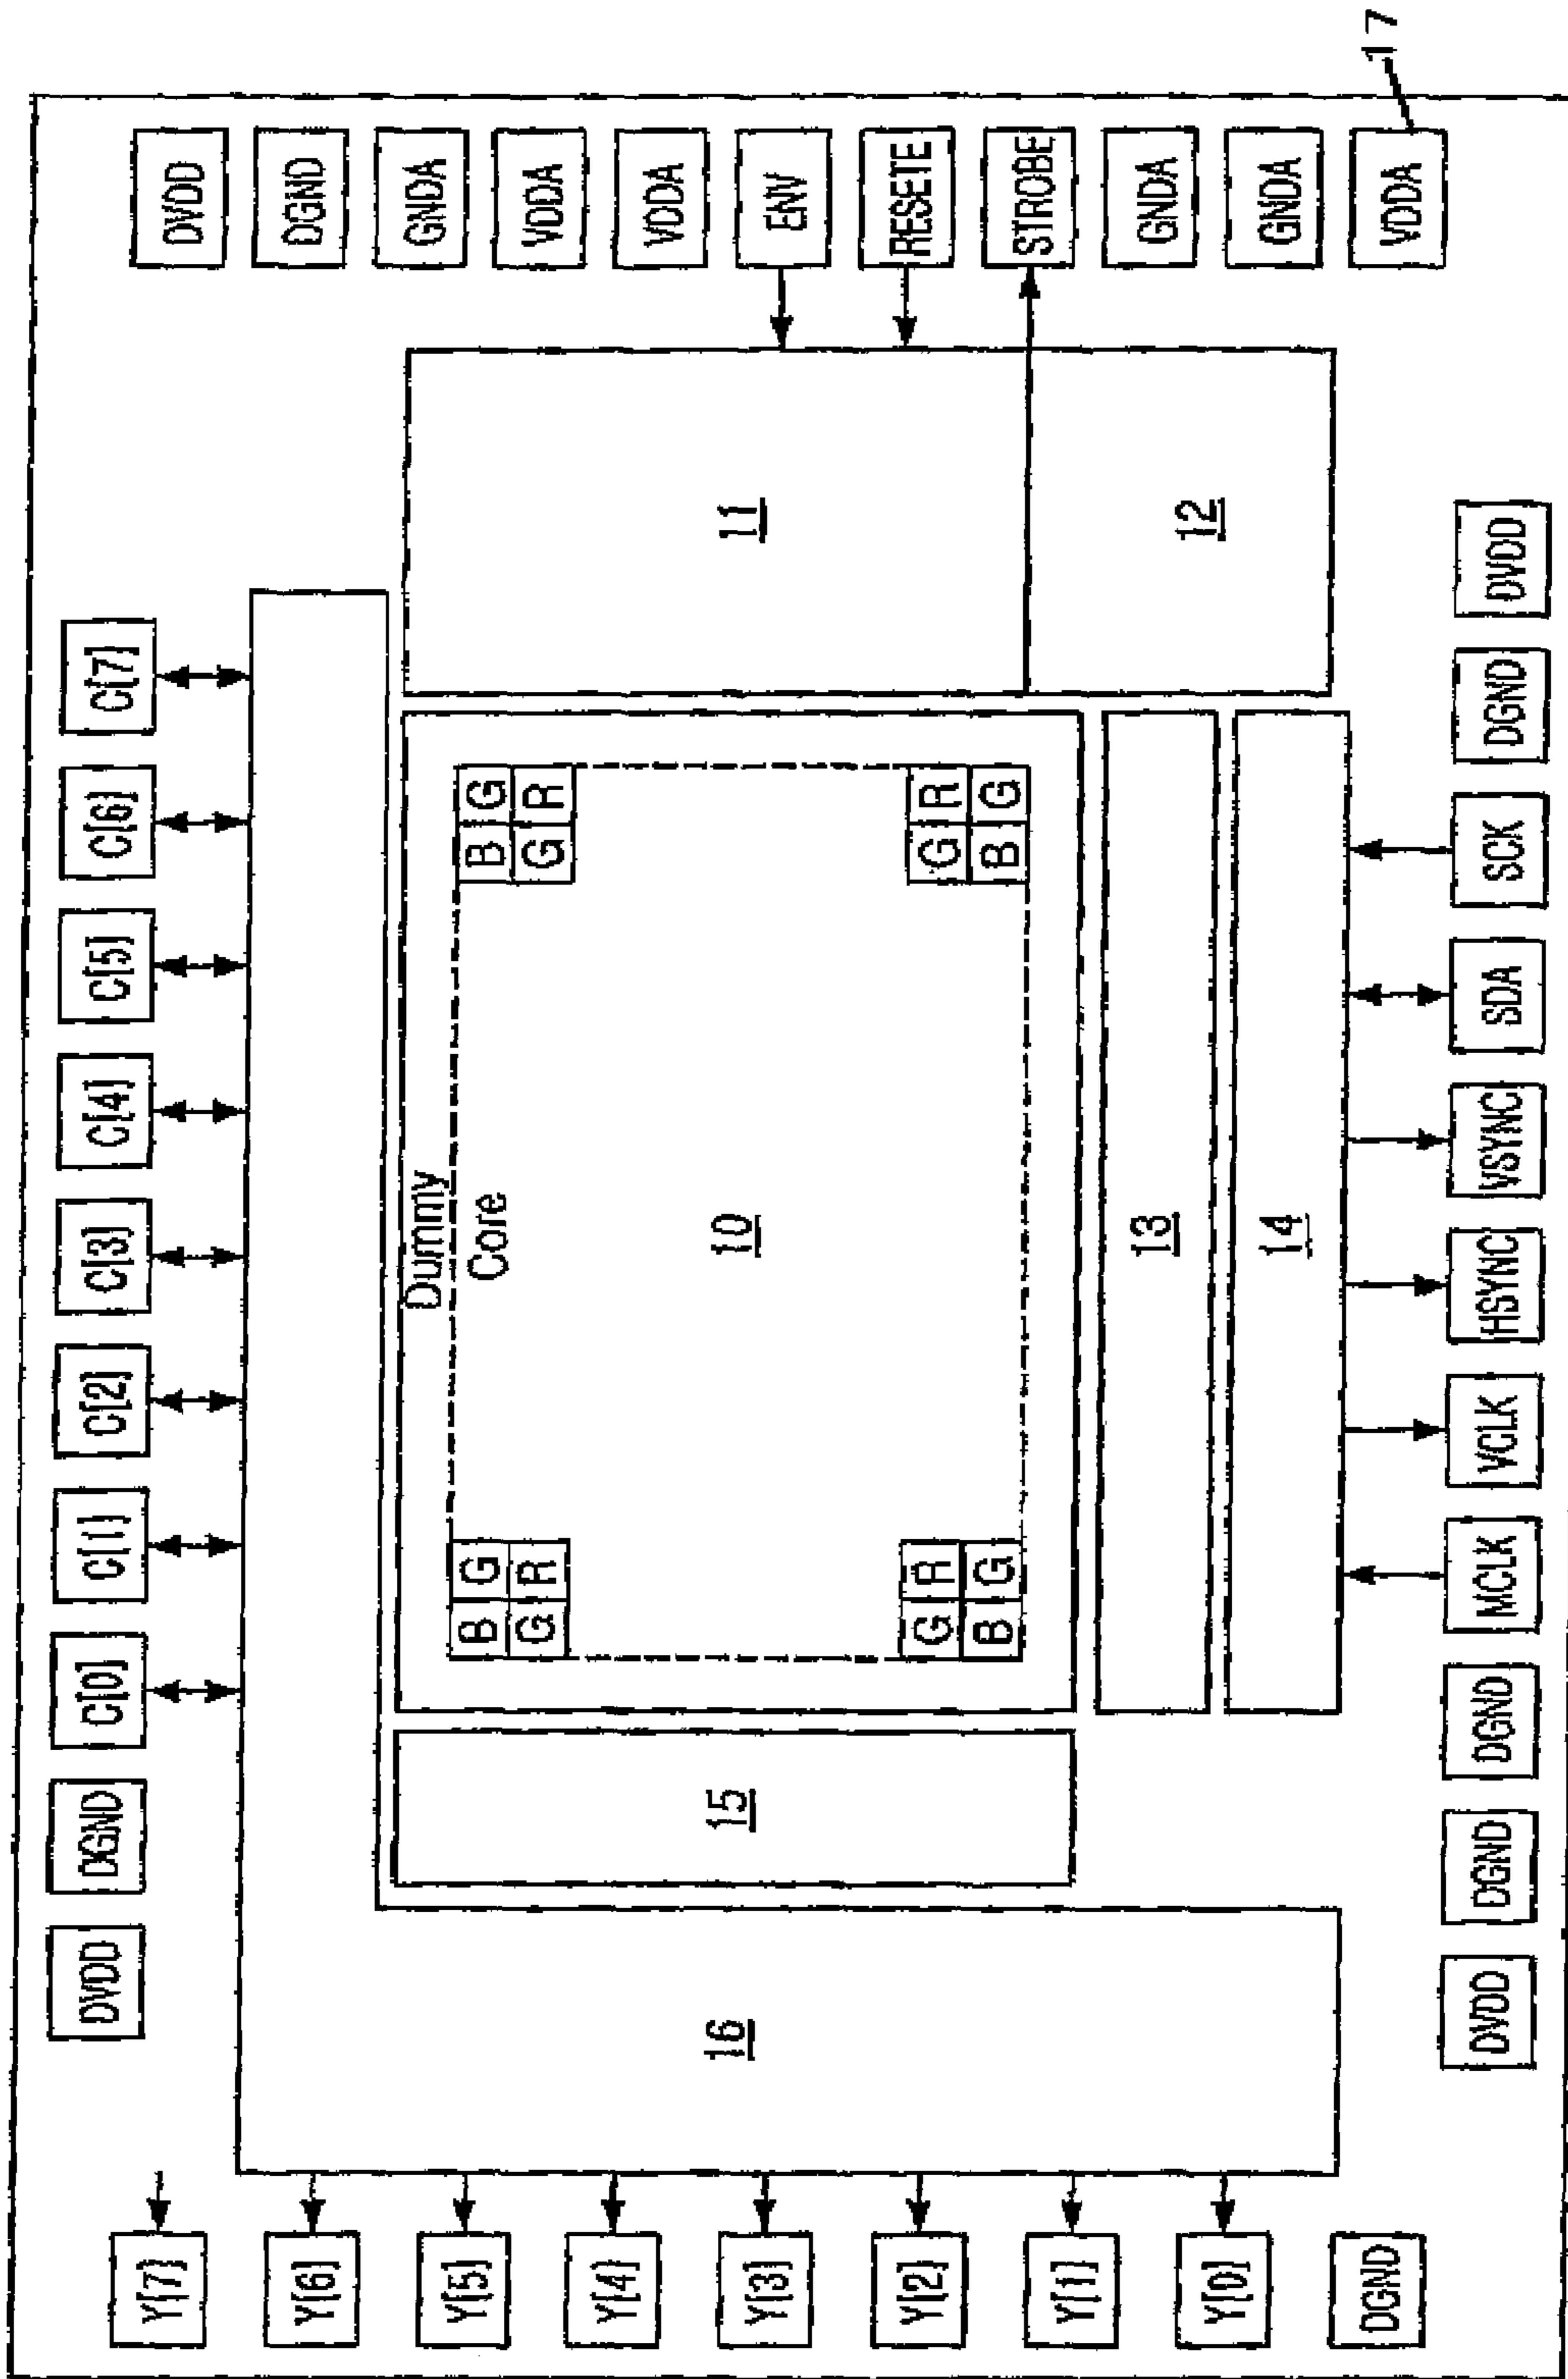 DVDD
DGND
C[0]
C[1]
C[2]
C[3]
C[4]
C[5]
C[6]
C[7]
Y[7]
Y[6]
Y[5]
Y[4]
Y[3]
Y[2]
Y[1]
Y[0]
DGND
16
15
Dummy
Core
B G
G R
B G
G R
10
G R
B G
G R
B G
13
14
11
12
DVDD
DGND
GNDA
VDDA
VDDA
ENV
RESETE
STROBE
GNDA
GNDA
VDDA
17
DVDD
DGND
DGND
MCLK
VCLK
HSYNC
VSYNC
SDA
SCK
DGND
DVDD